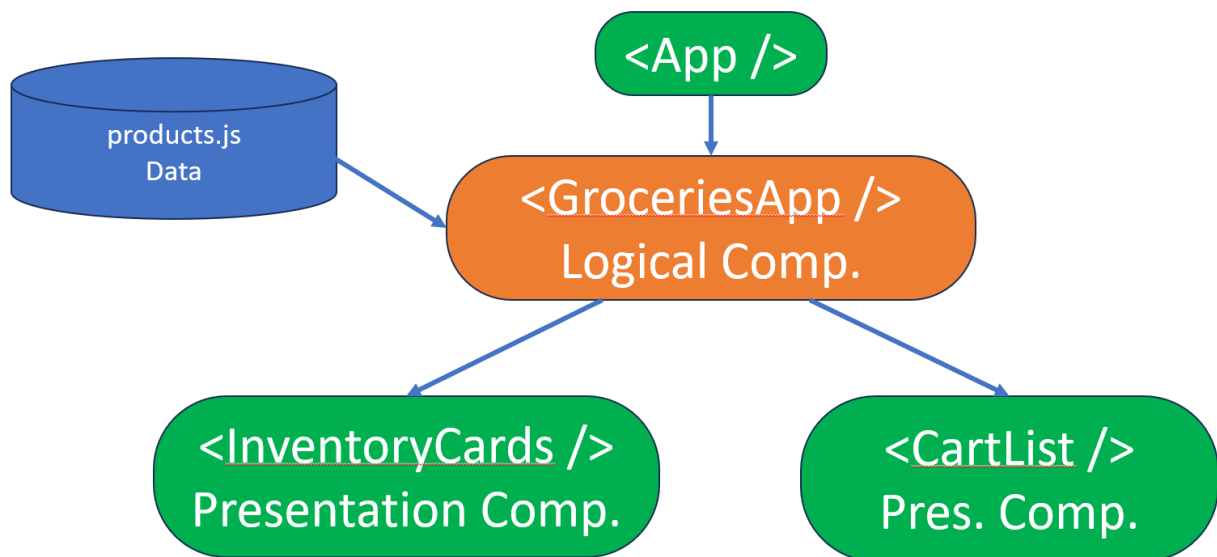 <App />
products.js
Data
<GroceriesApp />
Logical Comp.
<InventoryCards />
Presentation Comp.
<CartList />
Pres. Comp.